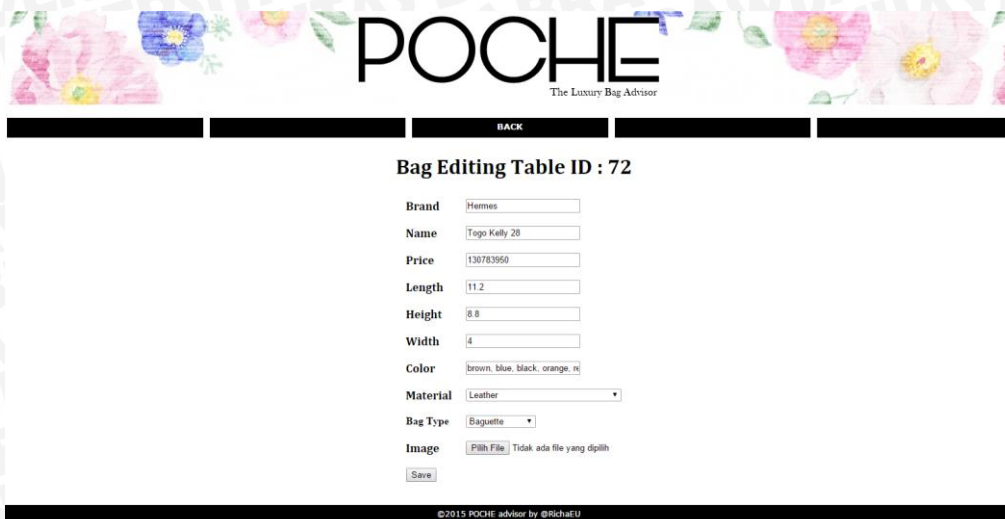 POCHE
The Luxury Bag Advisor
BACK
Bag Editing Table ID : 72
Brand Hermes
Name Togo Kelly 28
Price 130783950
Length 11.2
Height 8.8
Width 4
Color brown, blue, black, orange, re
Material Leather
Bag Type Baguette
Image Pilih File Tidak ada file yang dipilih
Save
©2015 POCHE advisor by @RichaEU